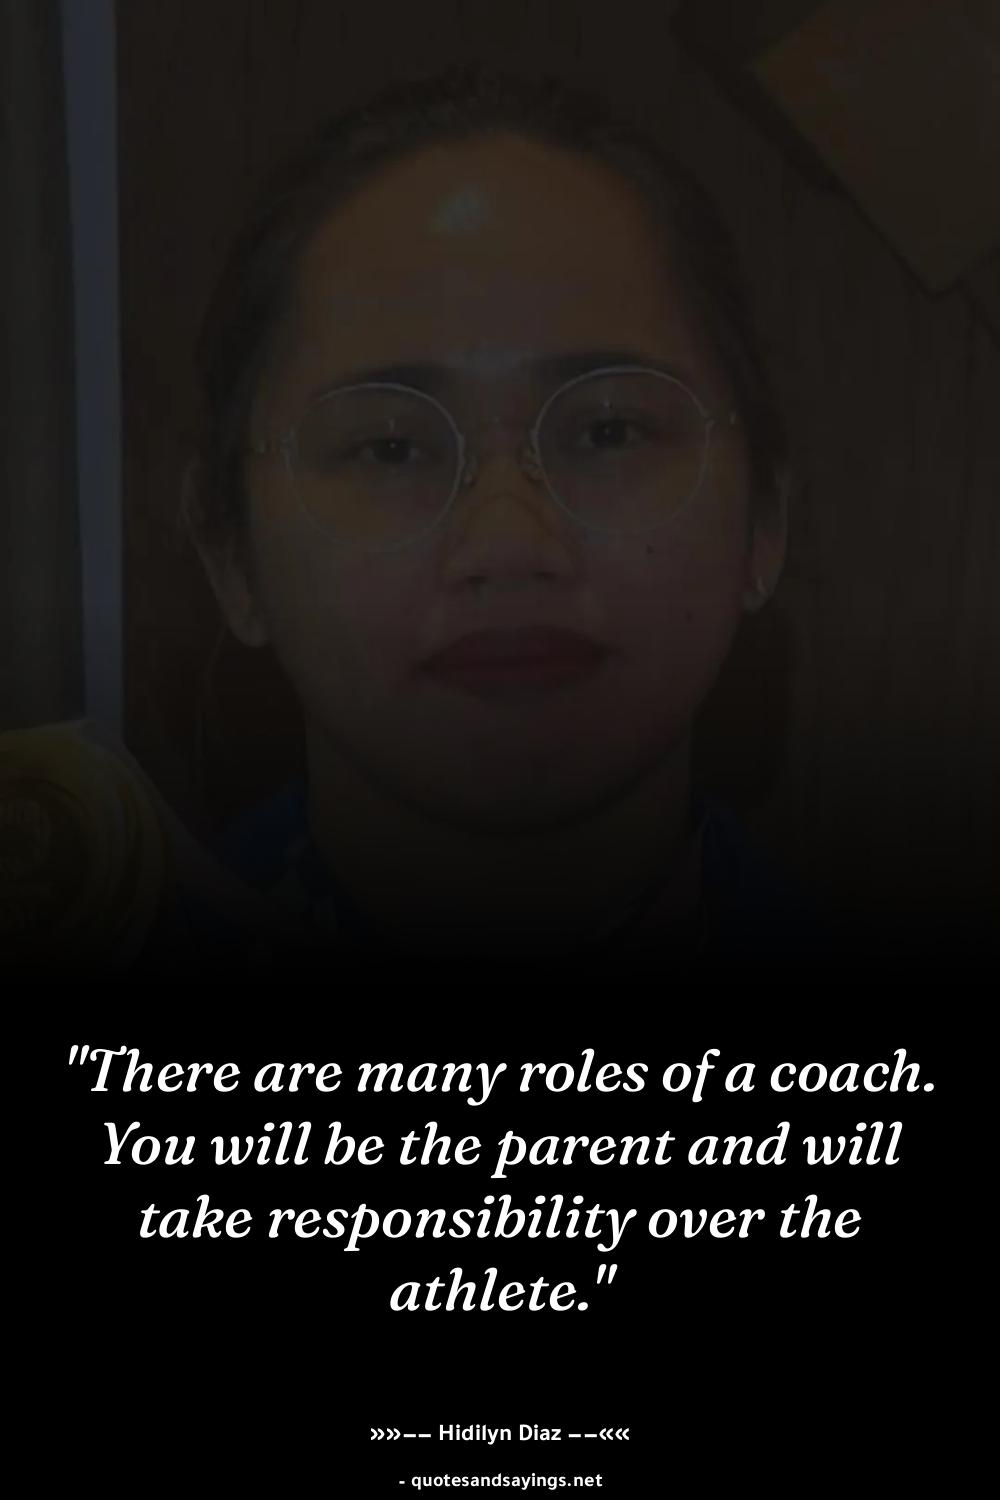 "There are many roles of a coach.
You will be the parent and will
take responsibility over the
athlete."
»»−− Hidilyn Diaz −−««
- quotesandsayings.net